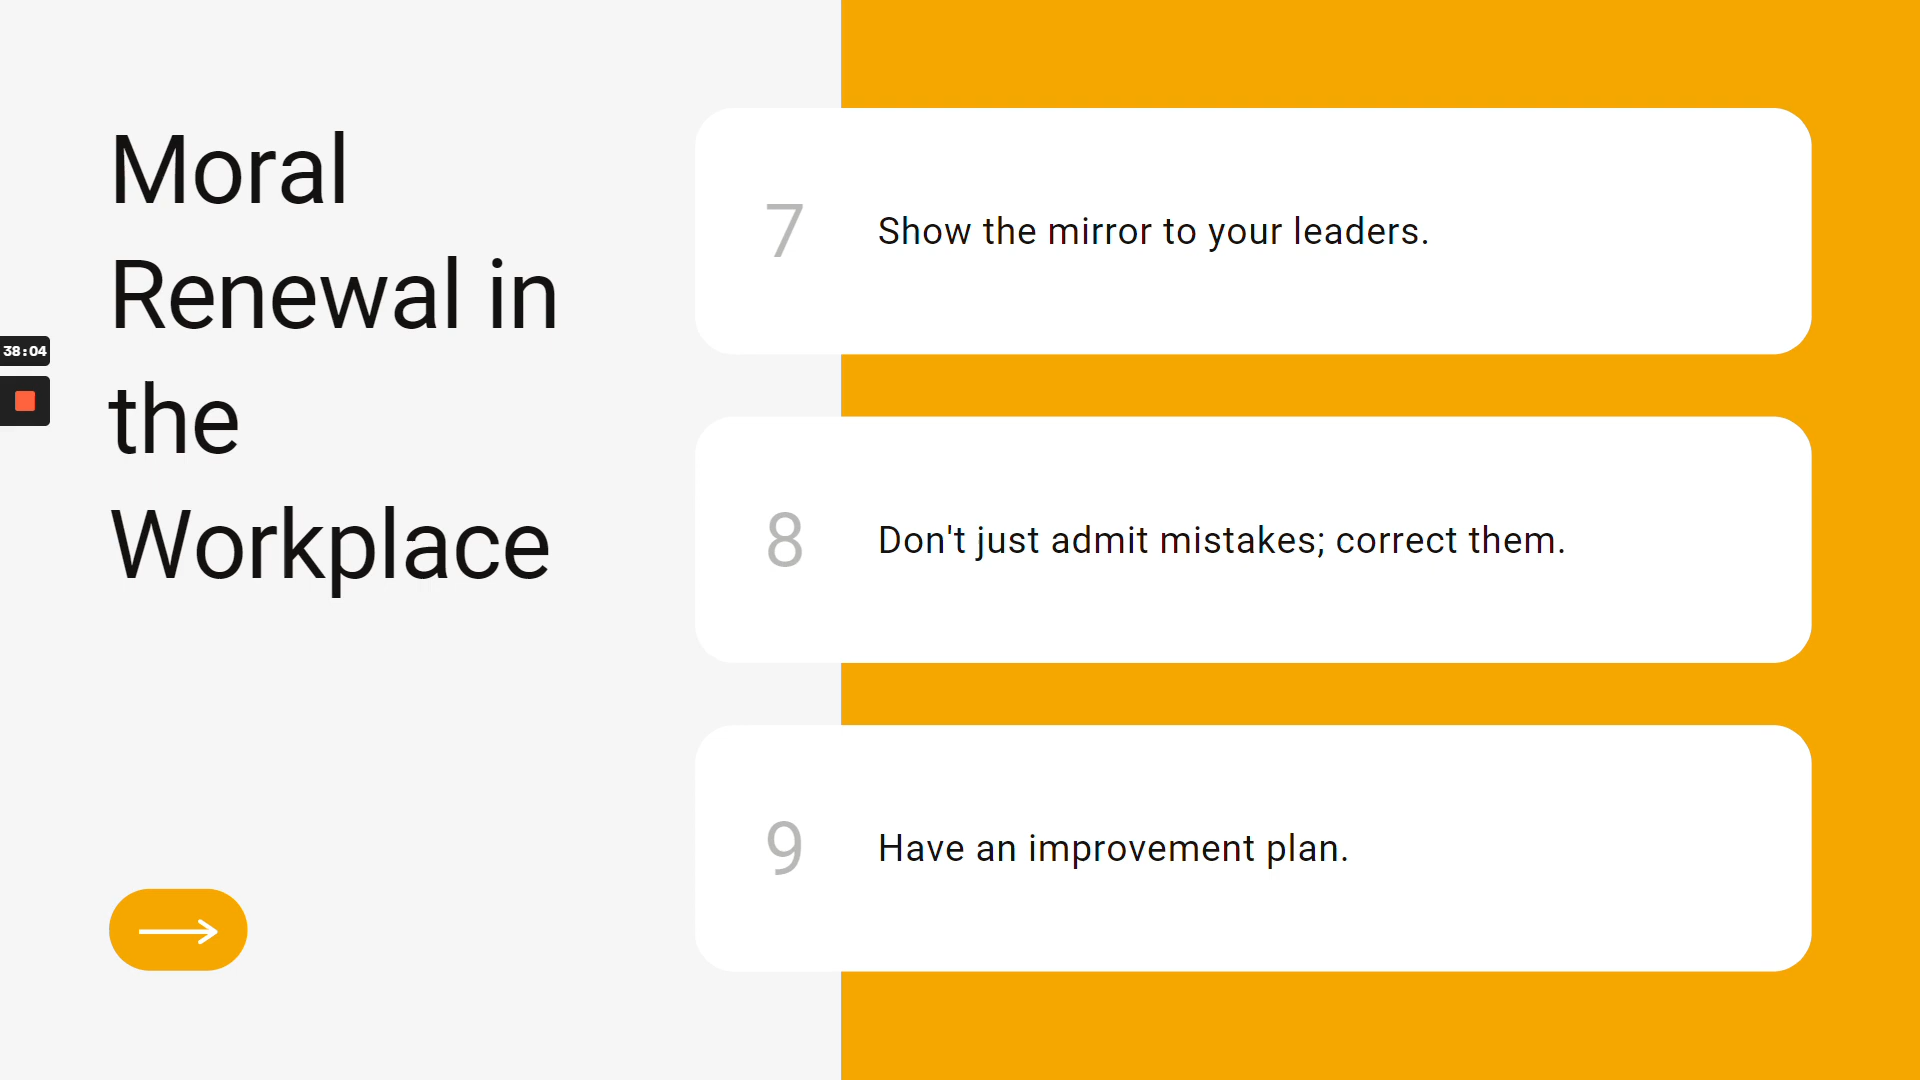 Moral
Renewal in
the
Workplace
38:04
7
Show the mirror to your leaders.
8
Don't just admit mistakes; correct them.
9
Have an improvement plan.